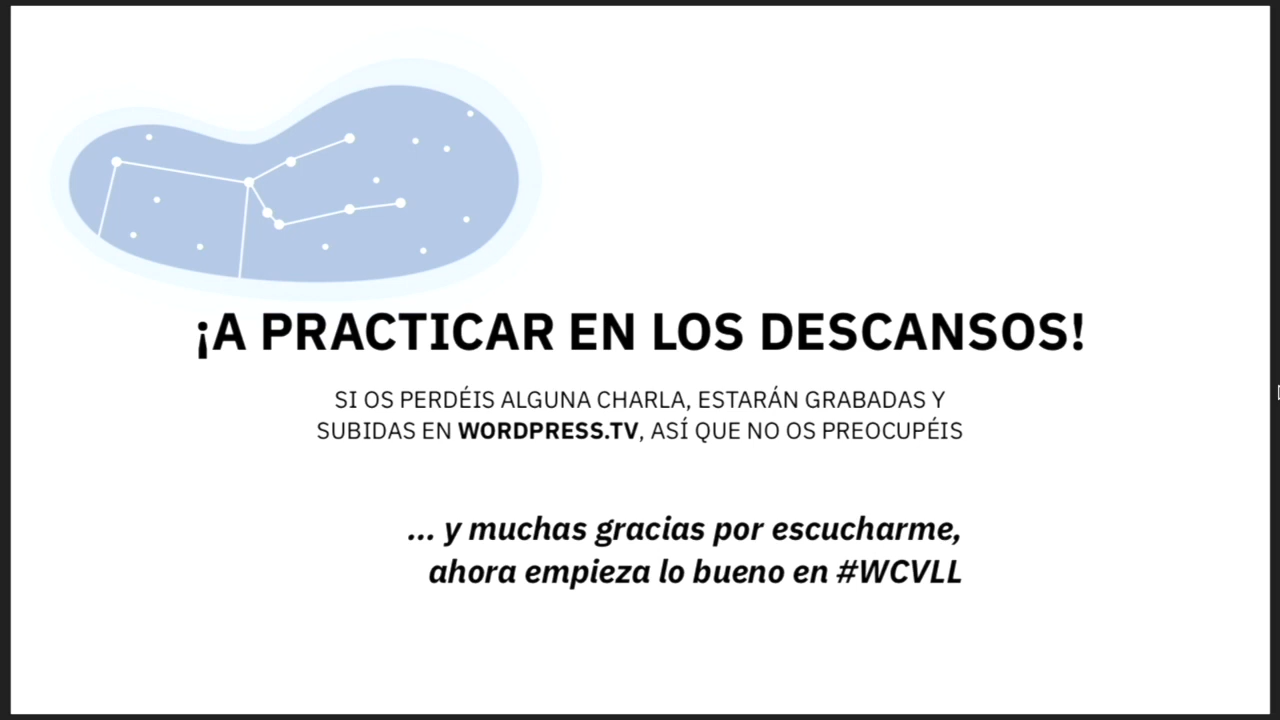 ¡A PRACTICAR EN LOS DESCANSOS!
SI OS PERDÉIS ALGUNA CHARLA, ESTARÁN GRABADAS Y
SUBIDAS EN WORDPRESS.TV, ASÍ QUE NO OS PREOCUPÉIS
... y muchas gracias por escucharme,
ahora empieza lo bueno en #WCVLL